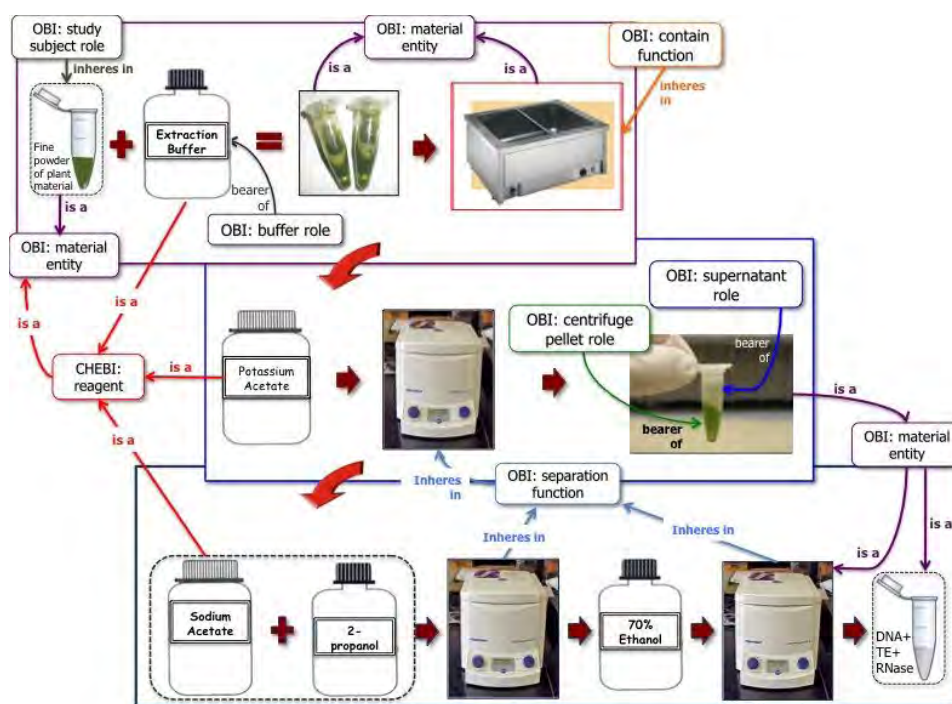 OBI: study
subject role
OBI: material
entity
OBI: contain
function
inheres in
is a
is a
inheres
in
Extraction
Buffer
Fine
powder
of plant
material
bearer
of
is a
OBI: buffer role
OBI: material
entity
OBI: supernatant
role
is a
OBI: centrifuge
pellet role
bearer
of
CHEBI:
reagent
is a
is a
Potassium
Acetate
is a
bearer
of
OBI: material
entity
is a
Inheres
in
OBI: separation
function
Inheres in
Inheres in
is a
is a
Sodium
Acetate
2-
propanol
70%
Ethanol
DNA+
TE+
RNase